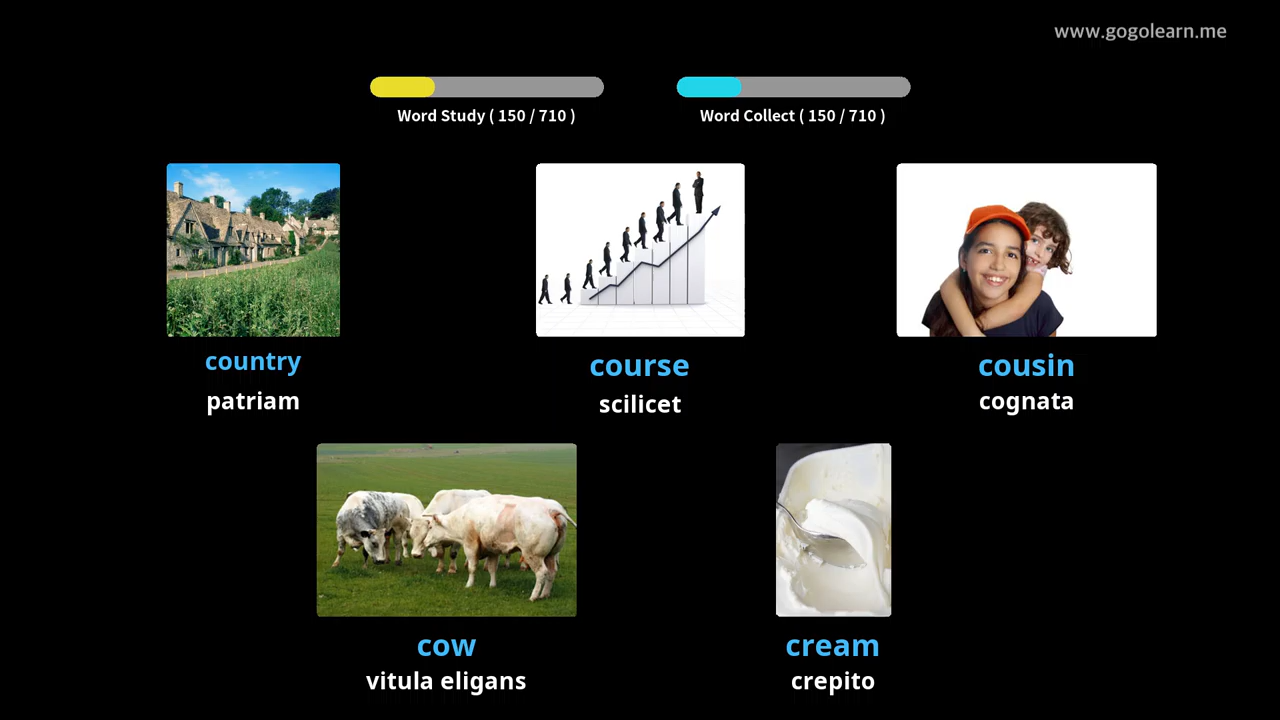 www.gogolearn.me
Word Study ( 150 / 710 )
Word Collect ( 150 / 710 )
country
patriam
course
scilicet
cousin
cognata
cow
vitula eligans
cream
crepito